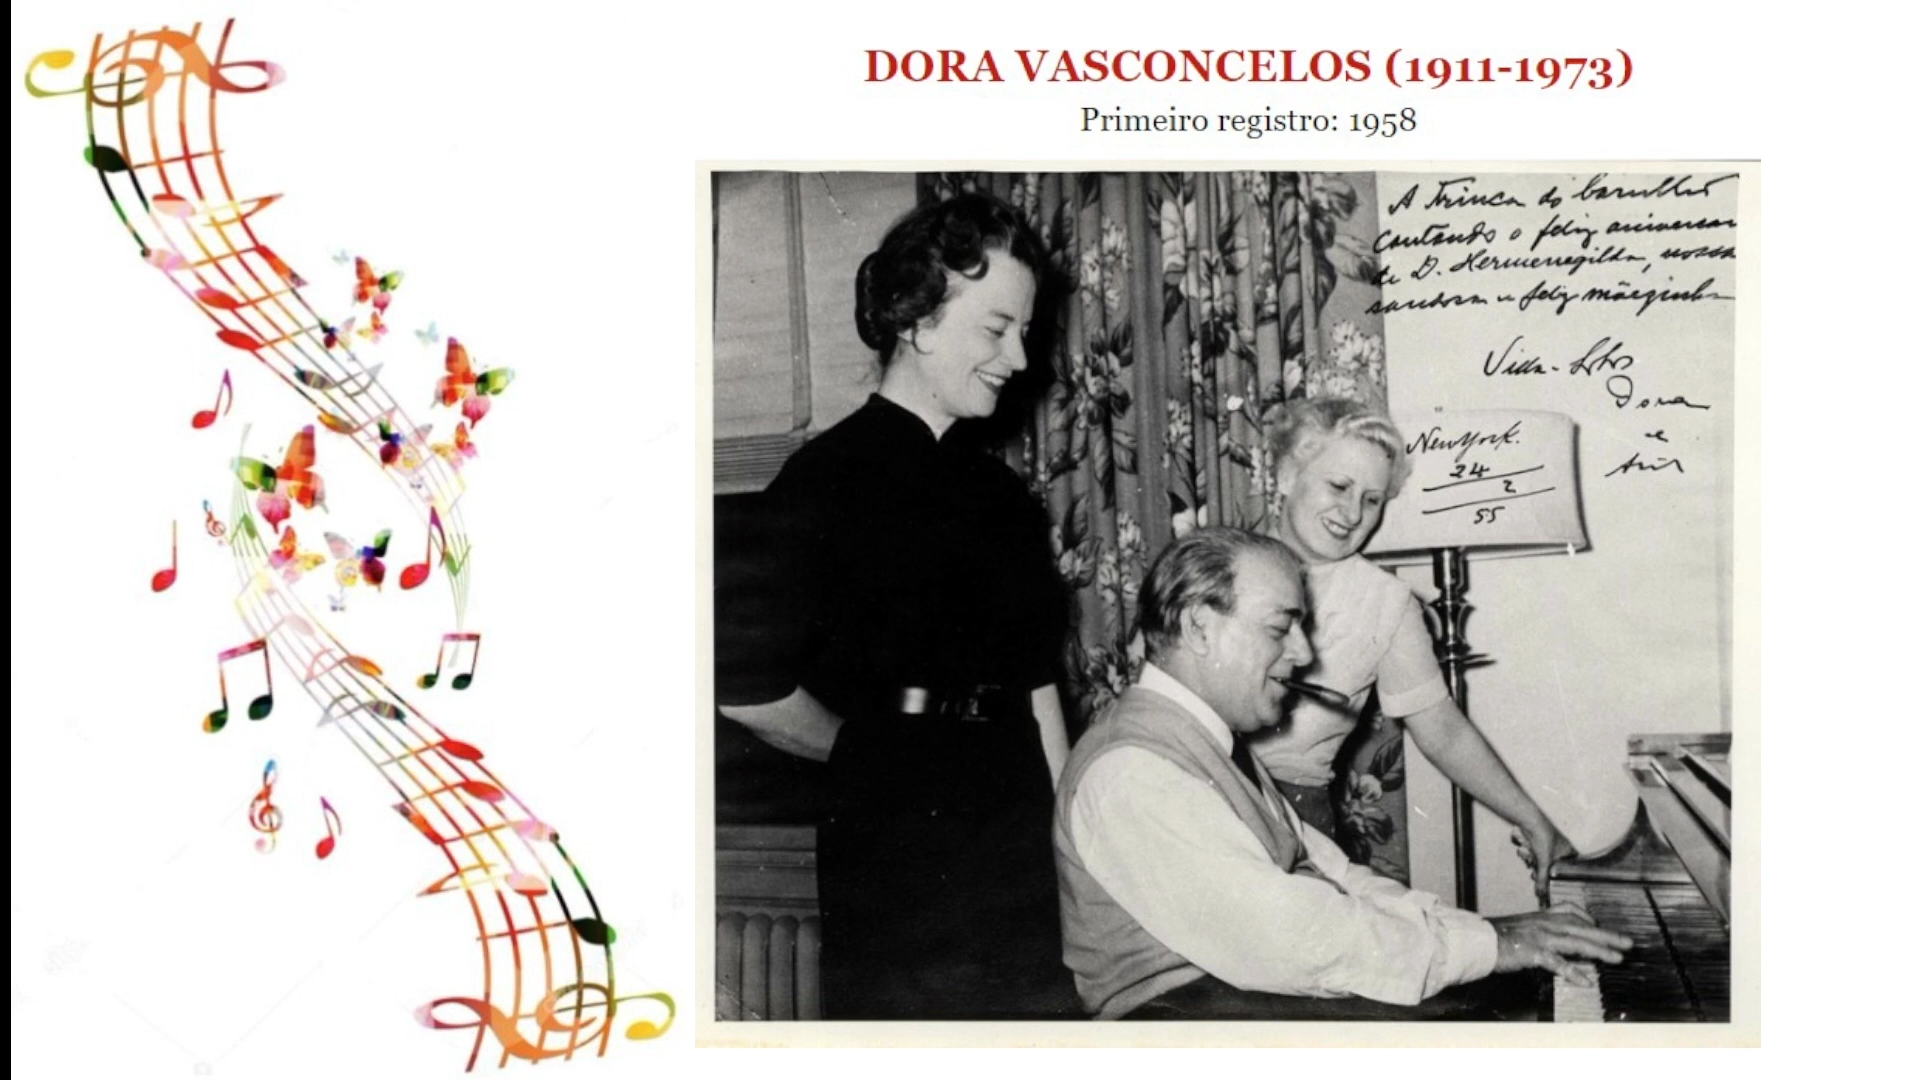 DORA VASCONCELOS (1911-1973)
Primeiro registro: 1958
A trinca do barulho
cantando o feliz aniversar
de D. Hermenegilda, nossa
saudosa e feliz mãezinha
Villa-Lobos
Dora
e
New York.
24
2
55